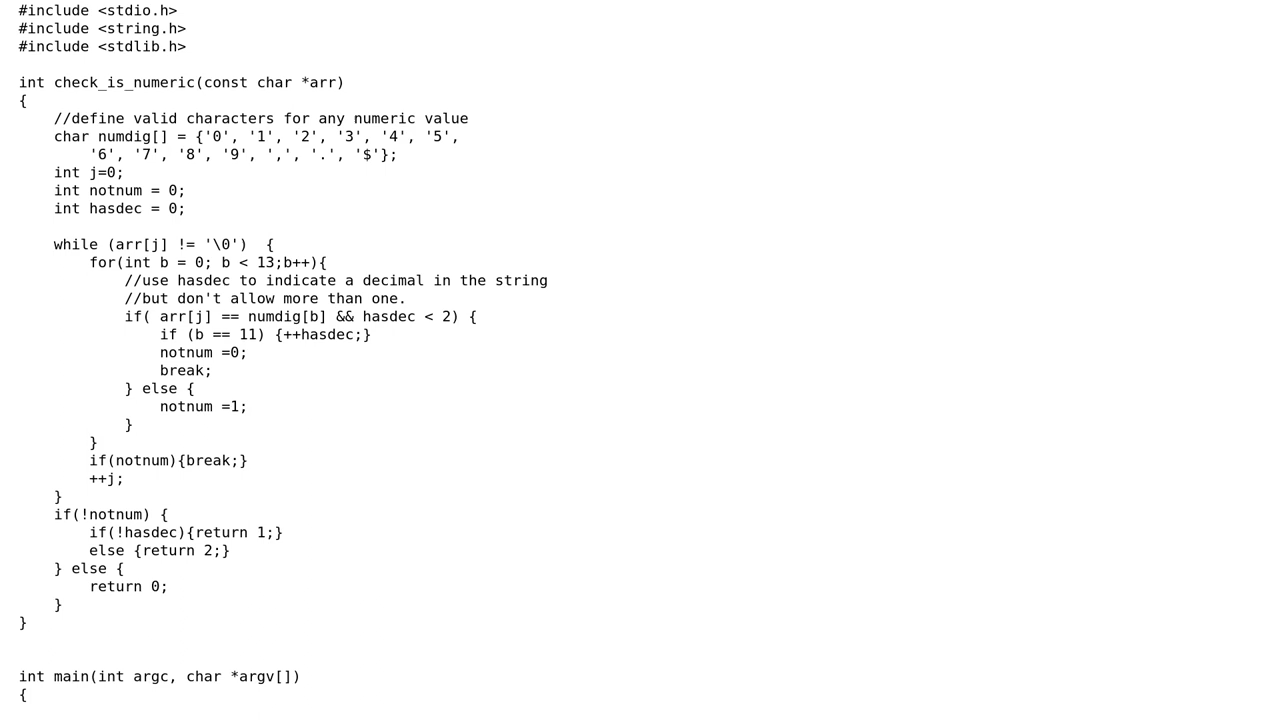 #include <stdio.h>
#include <string.h>
#include <stdlib.h>

int check_is_numeric(const char *arr)
{
    //define valid characters for any numeric value
    char numdig[] = {'0', '1', '2', '3', '4', '5',
        '6', '7', '8', '9', ',', '.', '$'};
    int j=0;
    int notnum = 0;
    int hasdec = 0;

    while (arr[j] != '\0')  {
        for(int b = 0; b < 13;b++){
            //use hasdec to indicate a decimal in the string
            //but don't allow more than one.
            if( arr[j] == numdig[b] && hasdec < 2) {
                if (b == 11) {++hasdec;}
                notnum =0;
                break;
            } else {
                notnum =1;
            }
        }
        if(notnum){break;}
        ++j;
    }
    if(!notnum) {
        if(!hasdec){return 1;}
        else {return 2;}
    } else {
        return 0;
    }
}


int main(int argc, char *argv[])
{